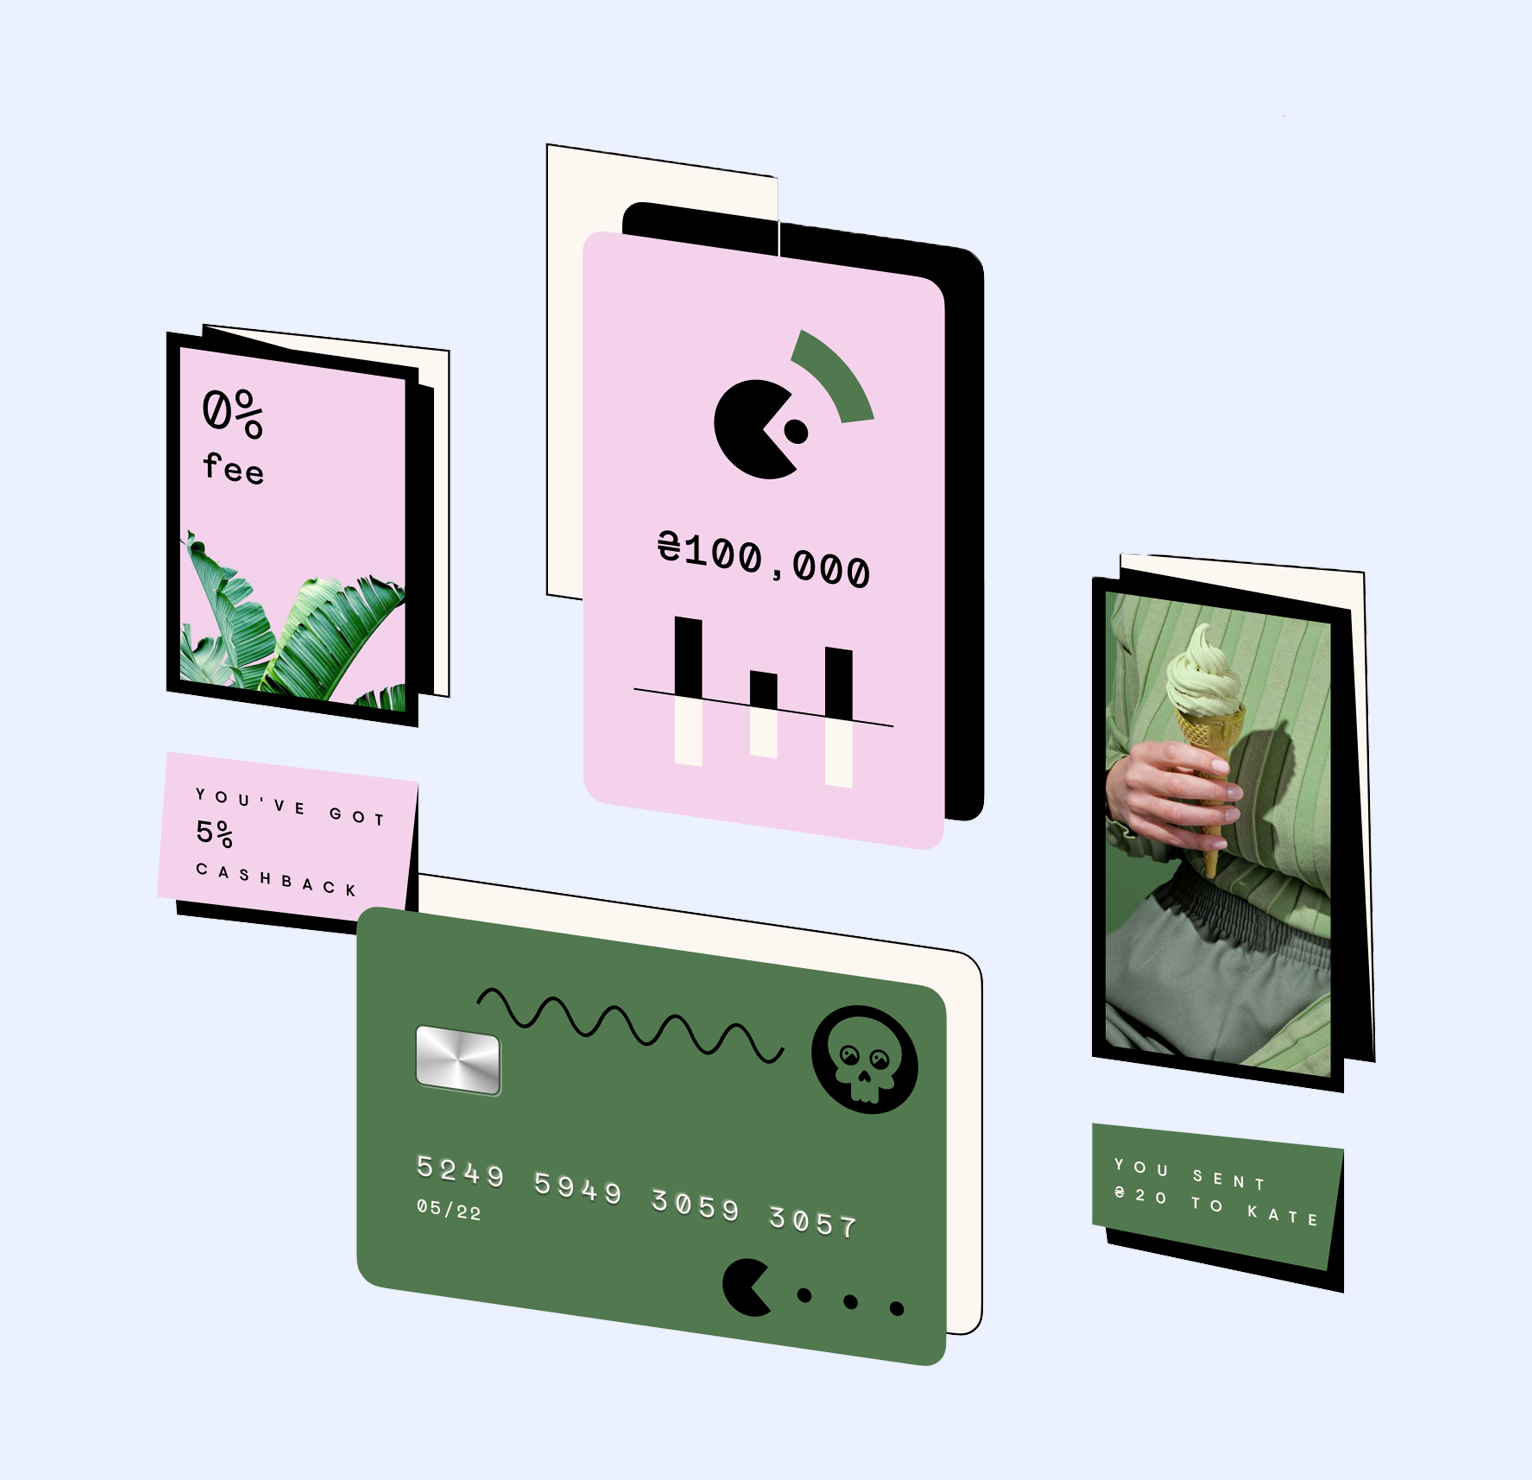 0%
fee
₴100,000
YOU'VE GOT
5%
CASHBACK
5249 5949 3059 3057
05/22
YOU SENT
₴20 TO KATE